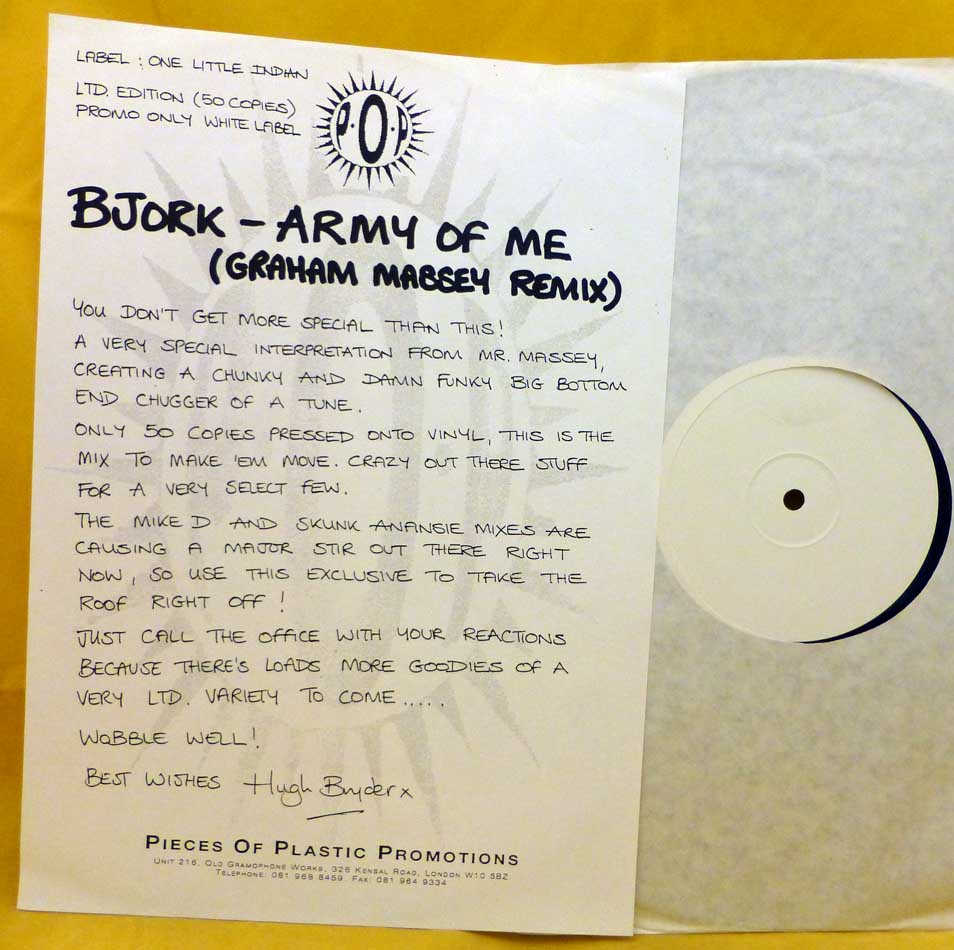 LABEL : ONE LITTLE INDIAN
LTD. EDITION (50 COPIES)
PROMO ONLY WHITE LABEL
P.O.P
BJORK - ARMY OF ME
(GRAHAM MASSEY REMIX)
YOU DON'T GET MORE SPECIAL THAN THIS!
A VERY SPECIAL INTERPRETATION FROM MR. MASSEY,
CREATING A CHUNKY AND DAMN FUNKY BIG BOTTOM
END CHUGGER OF A TUNE.
ONLY 50 COPIES PRESSED ONTO VINYL, THIS IS THE
MIX TO MAKE 'EM MOVE. CRAZY OUT THERE STUFF
FOR A VERY SELECT FEW.
THE MIKE D AND SKUNK ANANSIE MIXES ARE
CAUSING A MAJOR STIR OUT THERE RIGHT
NOW, SO USE THIS EXCLUSIVE TO TAKE THE
ROOF RIGHT OFF!
JUST CALL THE OFFICE WITH YOUR REACTIONS
BECAUSE THERE'S LOADS MORE GOODIES OF A
VERY LTD. VARIETY TO COME.....
WOBBLE WELL!
BEST WISHES Hugh Bryder x
PIECES OF PLASTIC PROMOTIONS
UNIT 216, OLD GRAMOPHONE WORKS, 326 KENSAL ROAD, LONDON W10 5BZ
TELEPHONE: 081 968 8459. FAX: 081 964 9334